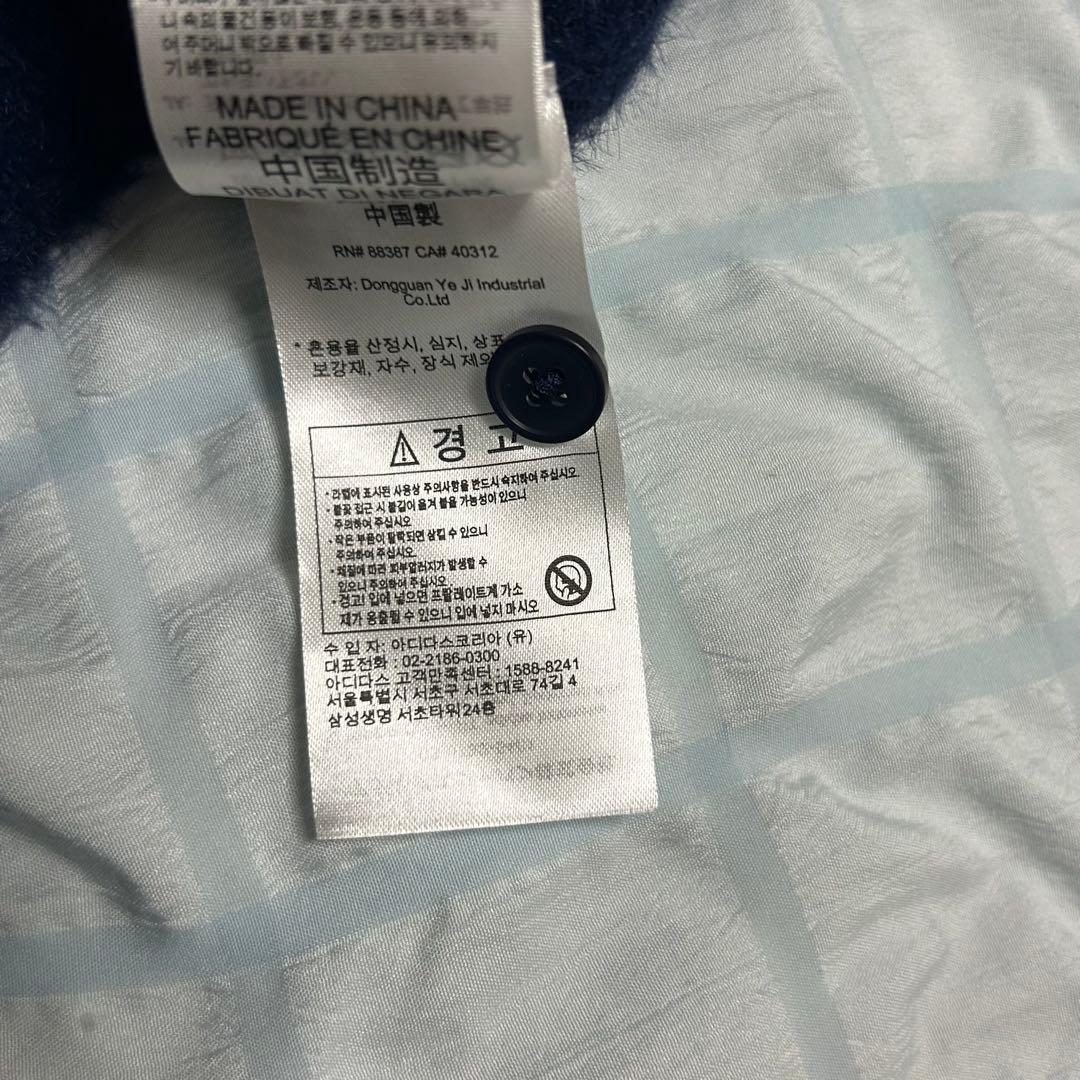 니 속의 물건 등이
여 주머니 밖으로 빠질 수 있으니 유의하시
기 바랍니다.
MADE IN CHINA
FABRIQUÉ EN CHINE
中国制造
DIBUAT DI NEGARA
中国製
RN# 88387 CA# 40312
제조자: Dongguan Ye Ji Industrial
Co.Ltd
* 혼용율 산정시, 심지, 상표
보강재, 자수, 장식 제외
⚠ 경 고
·라벨에 표시된 사용상 주의사항을 반드시 숙지하여 주십시오.
·불꽃 접근 시 불길이 옮겨 붙을 가능성이 있으니
주의하여 주십시오
·작은 부품이 탈락되면 삼킬 수 있으니
주의하여 주십시오
·체질에 따라 피부알러지가 발생할 수
있으니 주의하여 주십시오.
·경고! 입에 넣으면 프탈레이트계 가소
제가 용출될 수 있으니 입에 넣지 마시오
수 입 자: 아디다스코리아 (유)
대표전화 : 02-2186-0300
아디다스 고객만족센터 : 1588-8241
서울특별시 서초구 서초대로 74길 4
삼성생명 서초타워24층